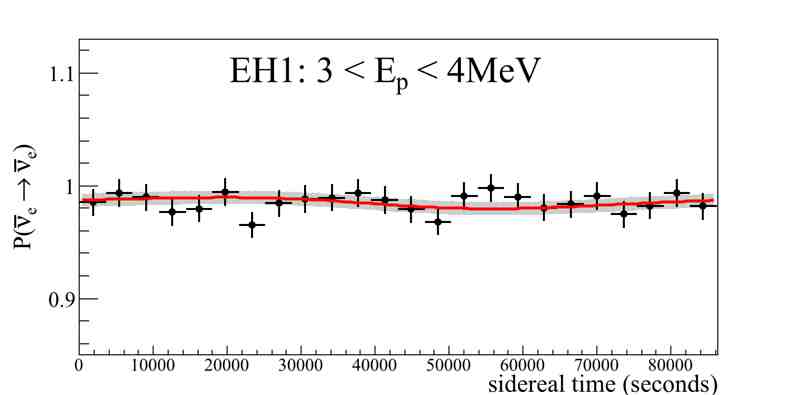 EH1: 3 < Eₚ < 4MeV
1.1
1
0.9
P(ν̅ₑ → ν̅ₑ)
0 10000 20000 30000 40000 50000 60000 70000 80000
sidereal time (seconds)